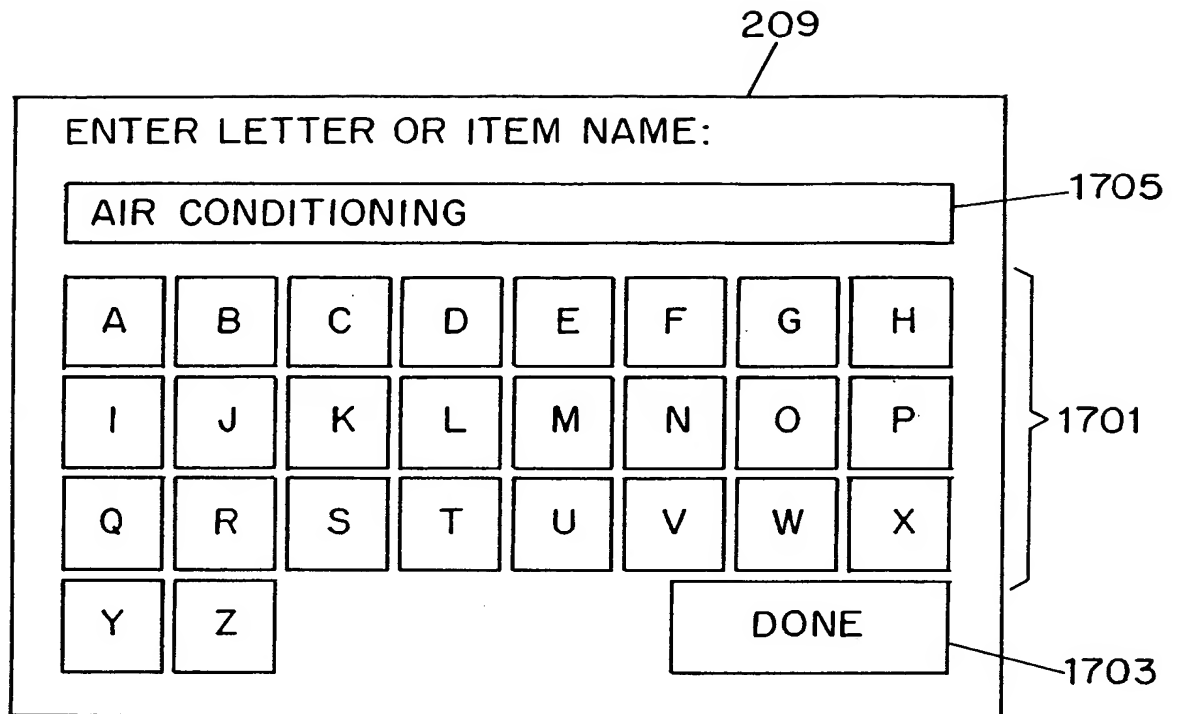 209
ENTER LETTER OR ITEM NAME:
AIR CONDITIONING
1705
A B C D E F G H
I J K L M N O P
1701
Q R S T U V W X
Y Z DONE
1703